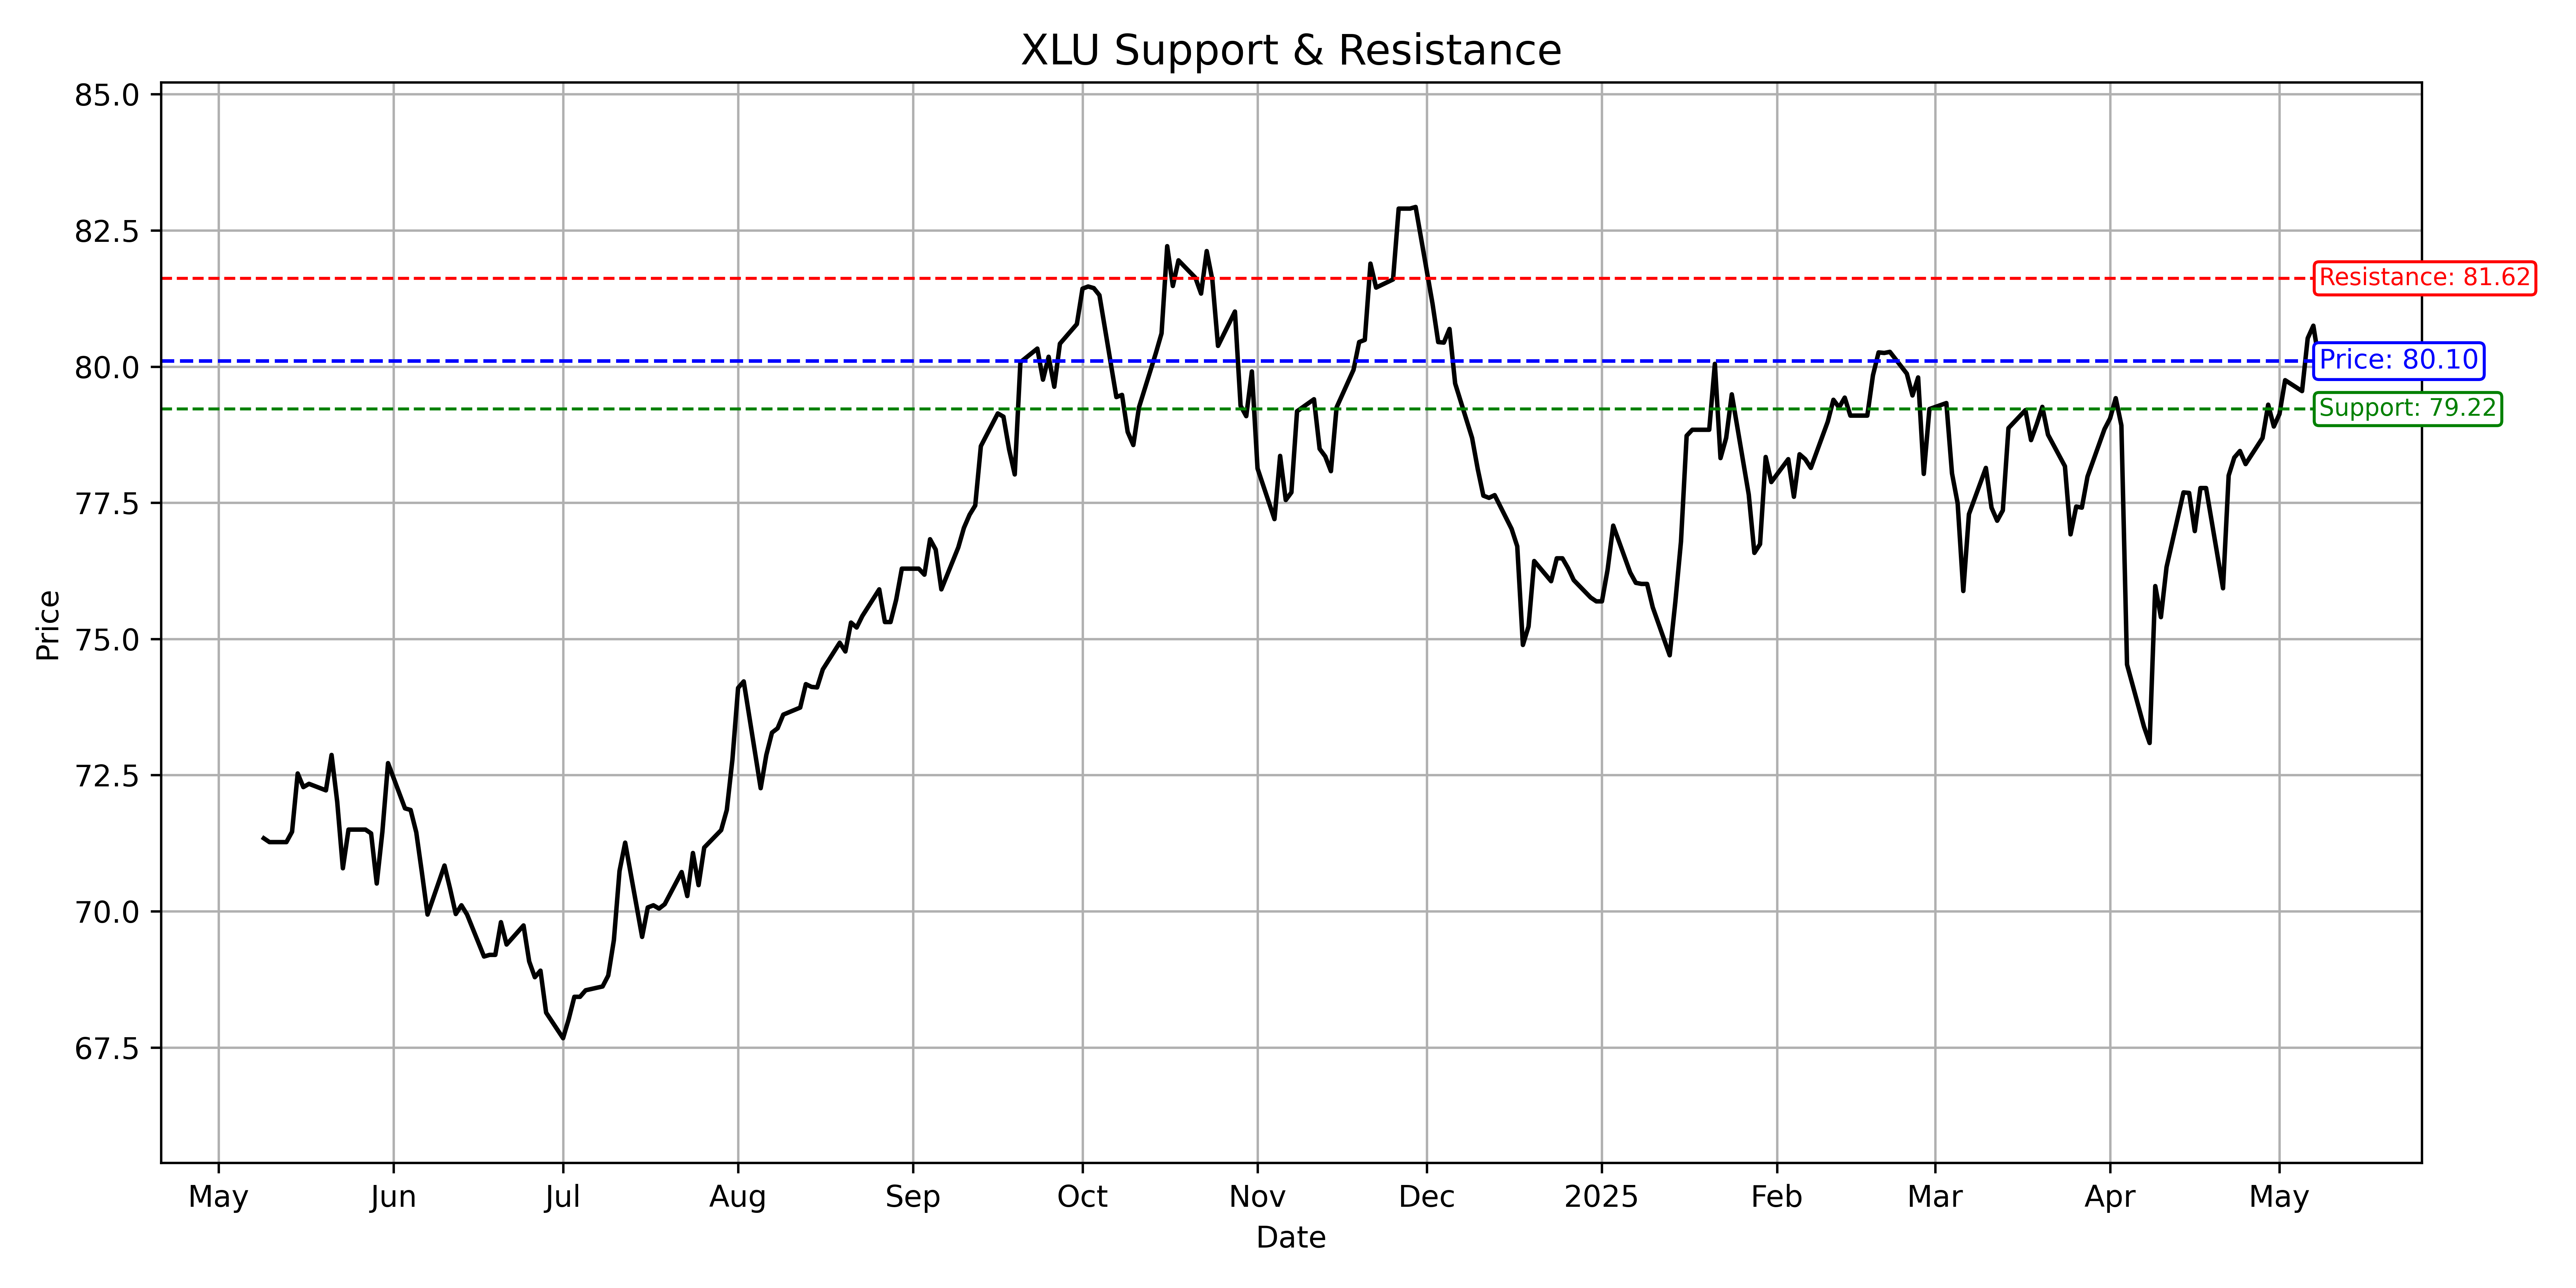 XLU Support & Resistance
85.0
82.5
80.0
77.5
75.0
72.5
70.0
67.5
Price
Resistance: 81.62
Price: 80.10
Support: 79.22
May Jun Jul Aug Sep Oct Nov Dec 2025 Feb Mar Apr May
Date